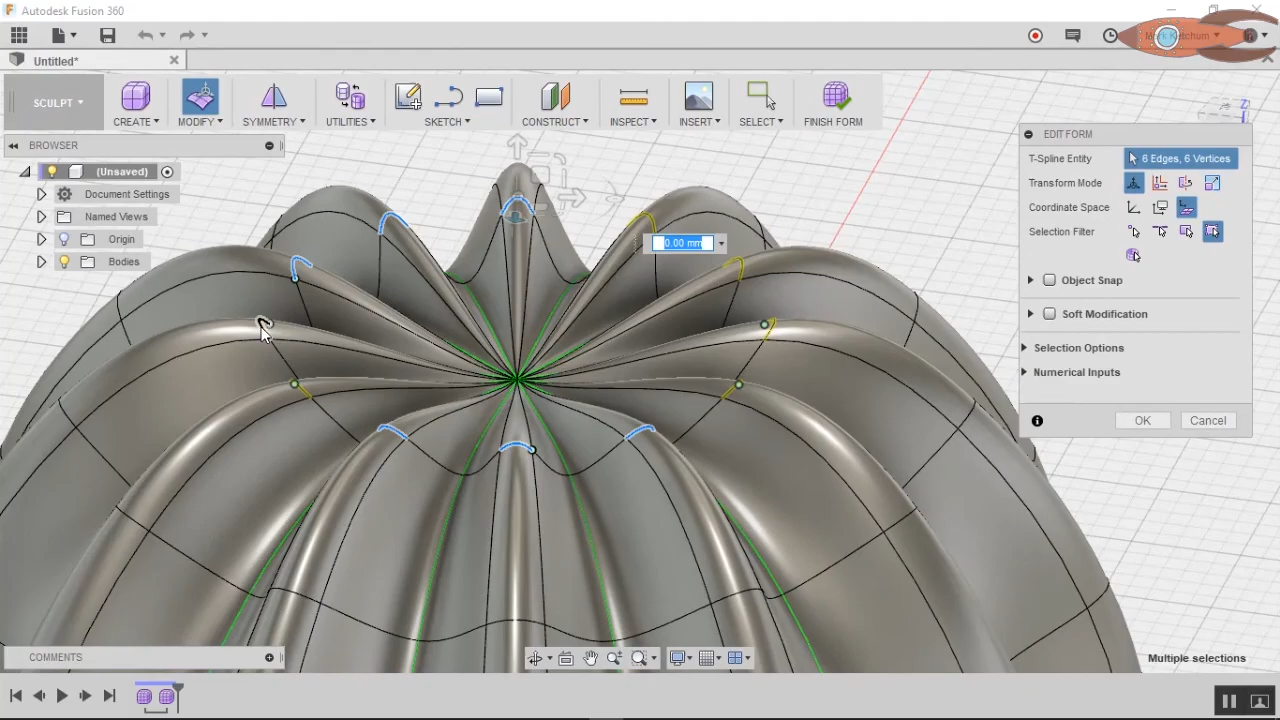 Autodesk Fusion 360
Mark Ketchum
Untitled*
SCULPT
CREATE
MODIFY
SYMMETRY
UTILITIES
SKETCH
CONSTRUCT
INSPECT
INSERT
SELECT
FINISH FORM
BROWSER
(Unsaved)
Document Settings
Named Views
Origin
Bodies
Z
0.00 mm
EDIT FORM
T-Spline Entity
6 Edges, 6 Vertices
Transform Mode
Coordinate Space
Selection Filter
Object Snap
Soft Modification
Selection Options
Numerical Inputs
OK
Cancel
COMMENTS
Multiple selections